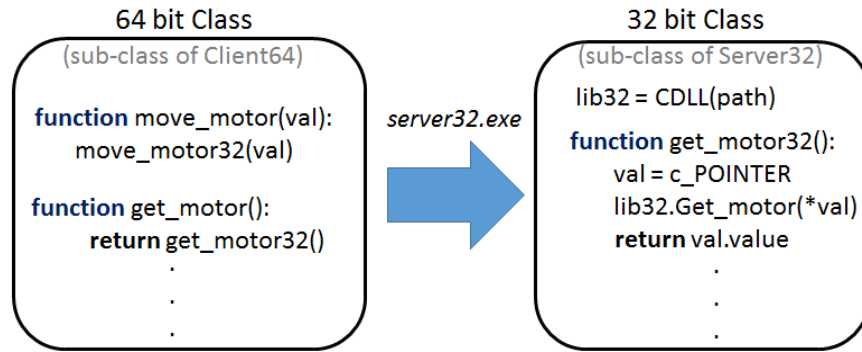 64 bit Class
(sub-class of Client64)
function move_motor(val):
move_motor32(val)
function get_motor():
return get_motor32()
.
.
.
server32.exe
32 bit Class
(sub-class of Server32)
lib32 = CDLL(path)
function get_motor32():
val = c_POINTER
lib32.Get_motor(*val)
return val.value
.
.
.